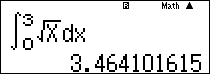 R Math ▲
∫₀³√X dx
3.464101615